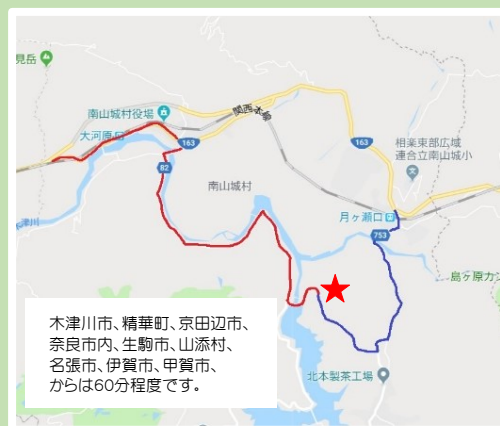 見岳
南山城村役場
関西本線
大河原
163
163
相楽東部広域
連合立南山城小
82
南山城村
津川
月ヶ瀬口
753
島ヶ原カン
木津川市、精華町、京田辺市、
奈良市内、生駒市、山添村、
名張市、伊賀市、甲賀市、
からは60分程度です。
北本製茶工場